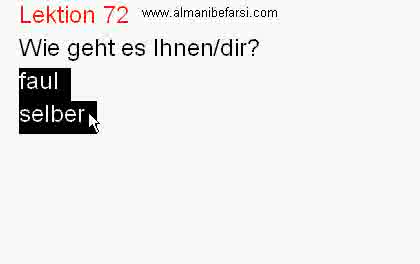 Lektion 72 www.almanibefarsi.com
Wie geht es Ihnen/dir?
faul
selber